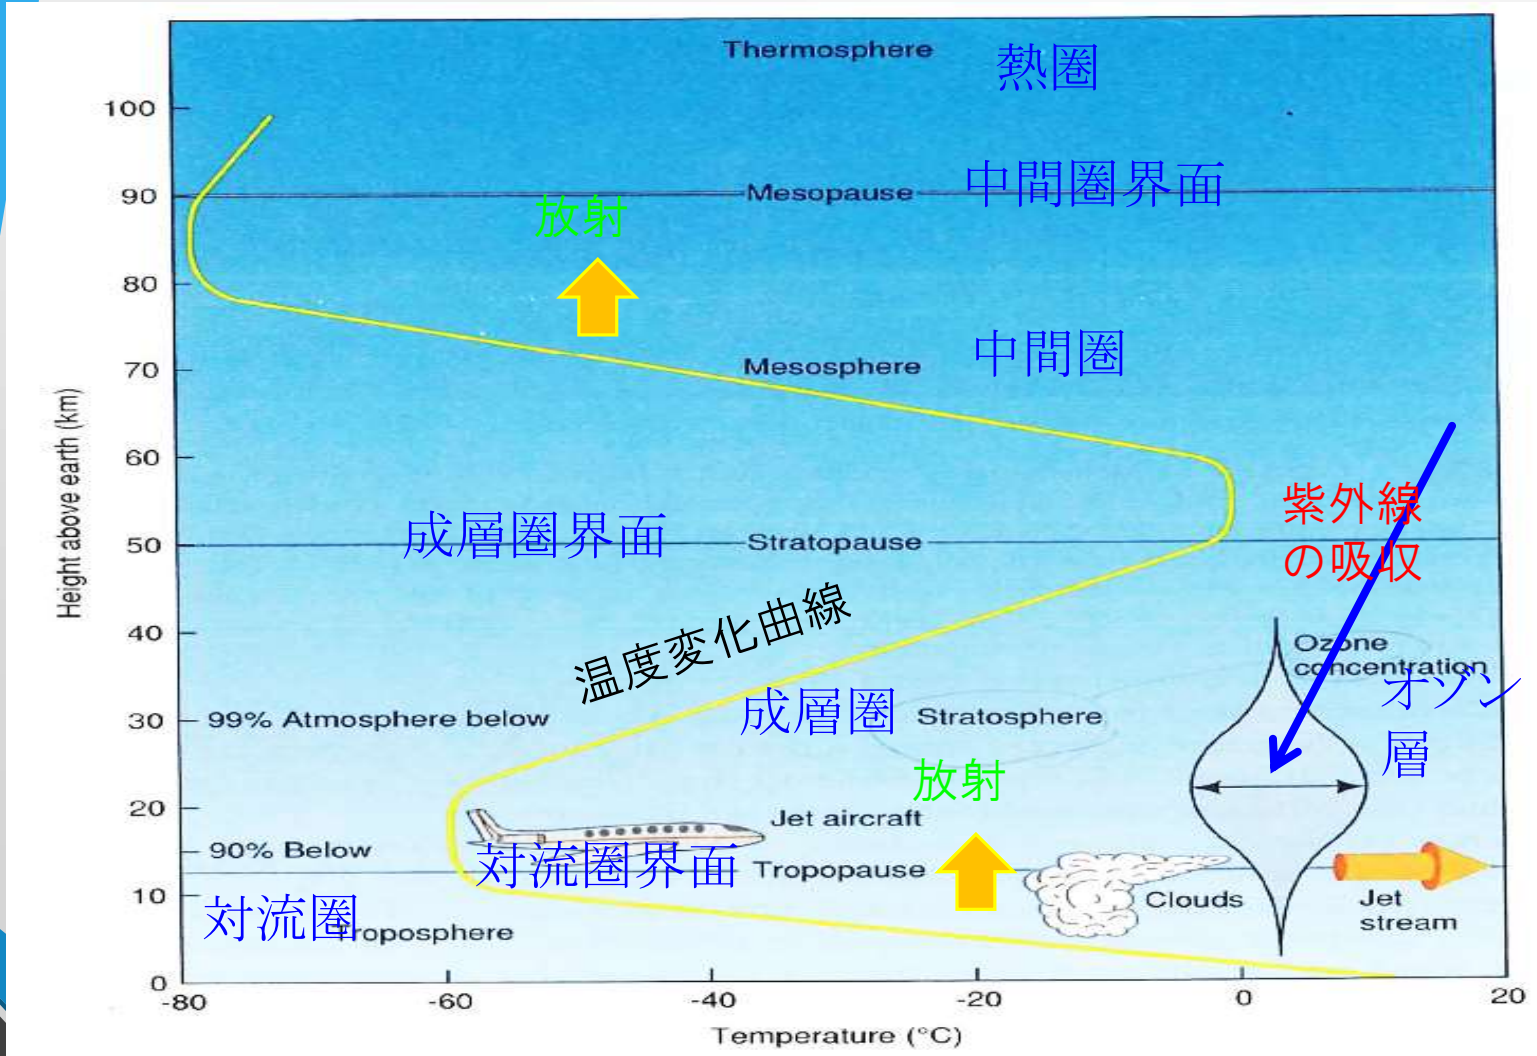 Thermosphere 熱圏
100
90
Mesopause 中間圏界面
放射
80
Mesosphere 中間圏
70
60
紫外線
の吸収
成層圏界面
50
Stratopause
Height above earth (km)
温度変化曲線
40
Ozone
concentration
オゾン
層
30
99% Atmosphere below
成層圏 Stratosphere
放射
20
Jet aircraft
90% Below
対流圏界面 Tropopause
10
対流圏
Troposphere
Clouds
Jet
stream
0
-80 -60 -40 -20 0 20
Temperature (°C)